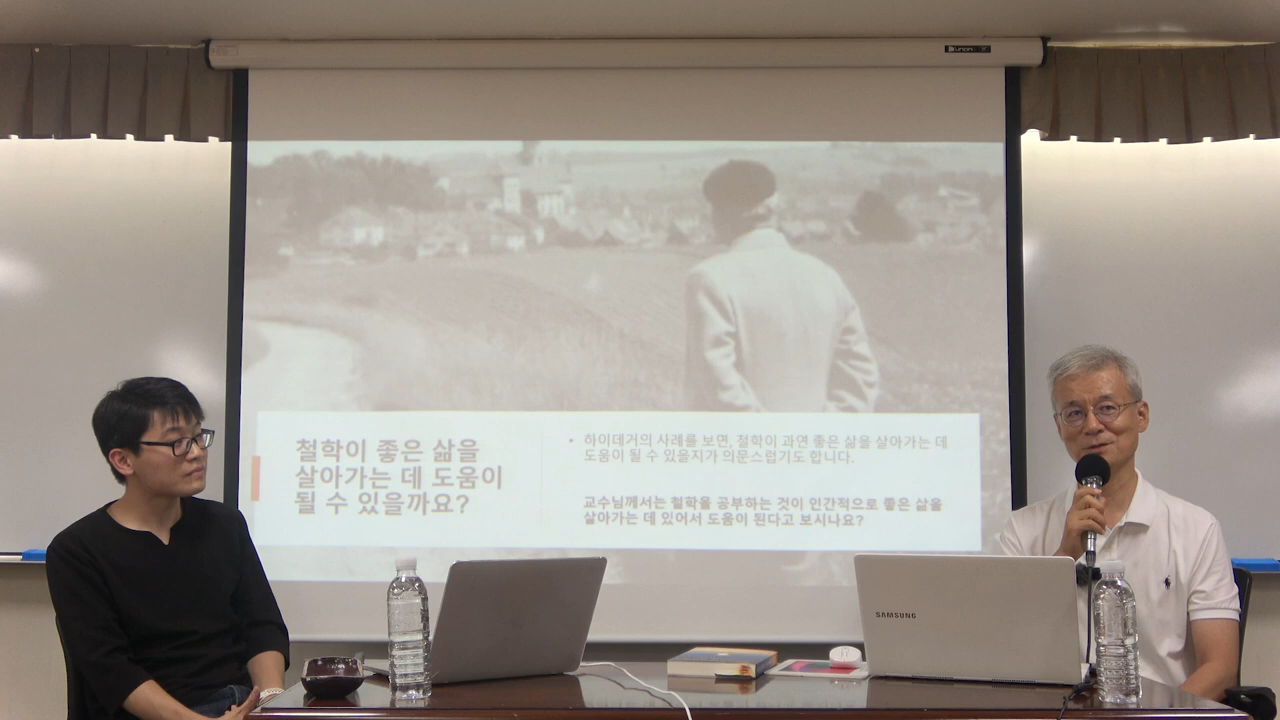 철학이 좋은 삶을
살아가는 데 도움이
될 수 있을까요?
• 하이데거의 사례를 보면, 철학이 과연 좋은 삶을 살아가는 데
도움이 될 수 있을지가 의문스럽기도 합니다.
교수님께서는 철학을 공부하는 것이 인간적으로 좋은 삶을
살아가는 데 있어서 도움이 된다고 보시나요?
SAMSUNG